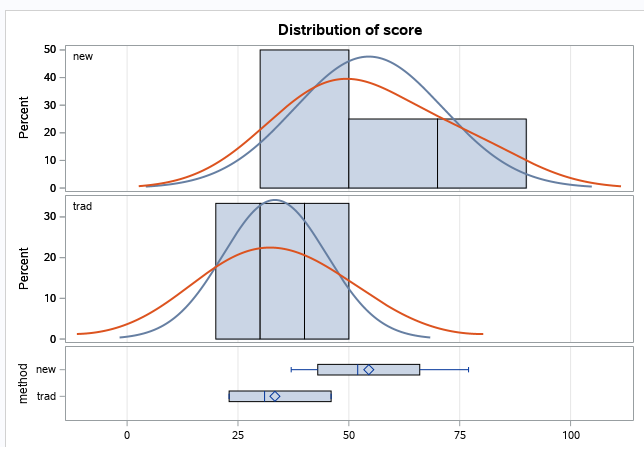 Distribution of score
new
Percent
50
40
30
20
10
0
trad
Percent
30
20
10
0
method
new
trad
0 25 50 75 100